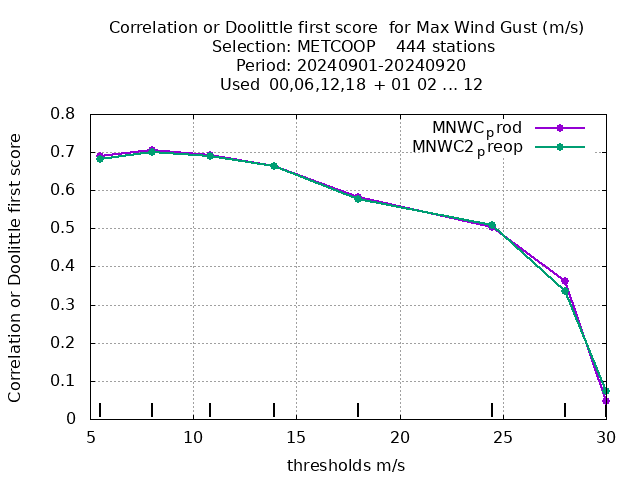 Correlation or Doolittle first score  for Max Wind Gust (m/s)
Selection: METCOOP    444 stations
Period: 20240901-20240920
Used  00,06,12,18  + 01 02 ... 12
MNWCprod
MNWC2preop
Correlation or Doolittle first score
0.8
0.7
0.6
0.5
0.4
0.3
0.2
0.1
0
5 10 15 20 25 30
thresholds m/s